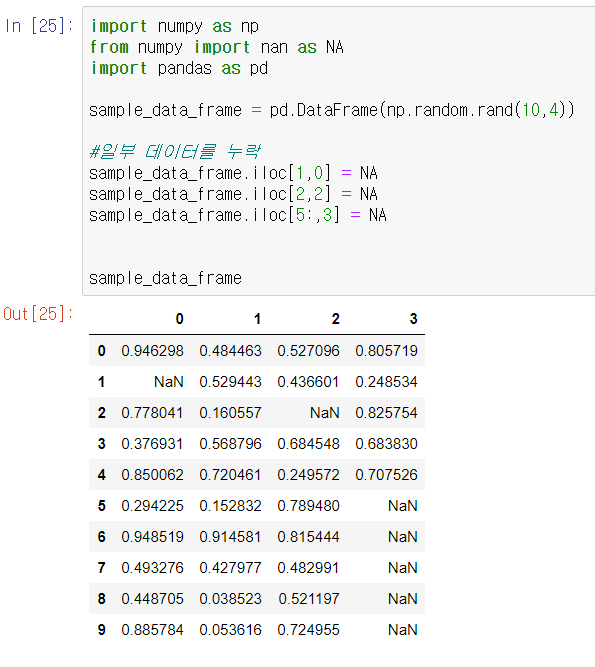 In [25]:
import numpy as np
from numpy import nan as NA
import pandas as pd
sample_data_frame = pd.DataFrame(np.random.rand(10,4))
#일부 데이터를 누락
sample_data_frame.iloc[1,0] = NA
sample_data_frame.iloc[2,2] = NA
sample_data_frame.iloc[5:,3] = NA
sample_data_frame
Out[25]:
0 1 2 3
0 0.946298 0.484463 0.527096 0.805719
1 NaN 0.529443 0.436601 0.248534
2 0.778041 0.160557 NaN 0.825754
3 0.376931 0.568796 0.684548 0.683830
4 0.850062 0.720461 0.249572 0.707526
5 0.294225 0.152832 0.789480 NaN
6 0.948519 0.914581 0.815444 NaN
7 0.493276 0.427977 0.482991 NaN
8 0.448705 0.038523 0.521197 NaN
9 0.885784 0.053616 0.724955 NaN